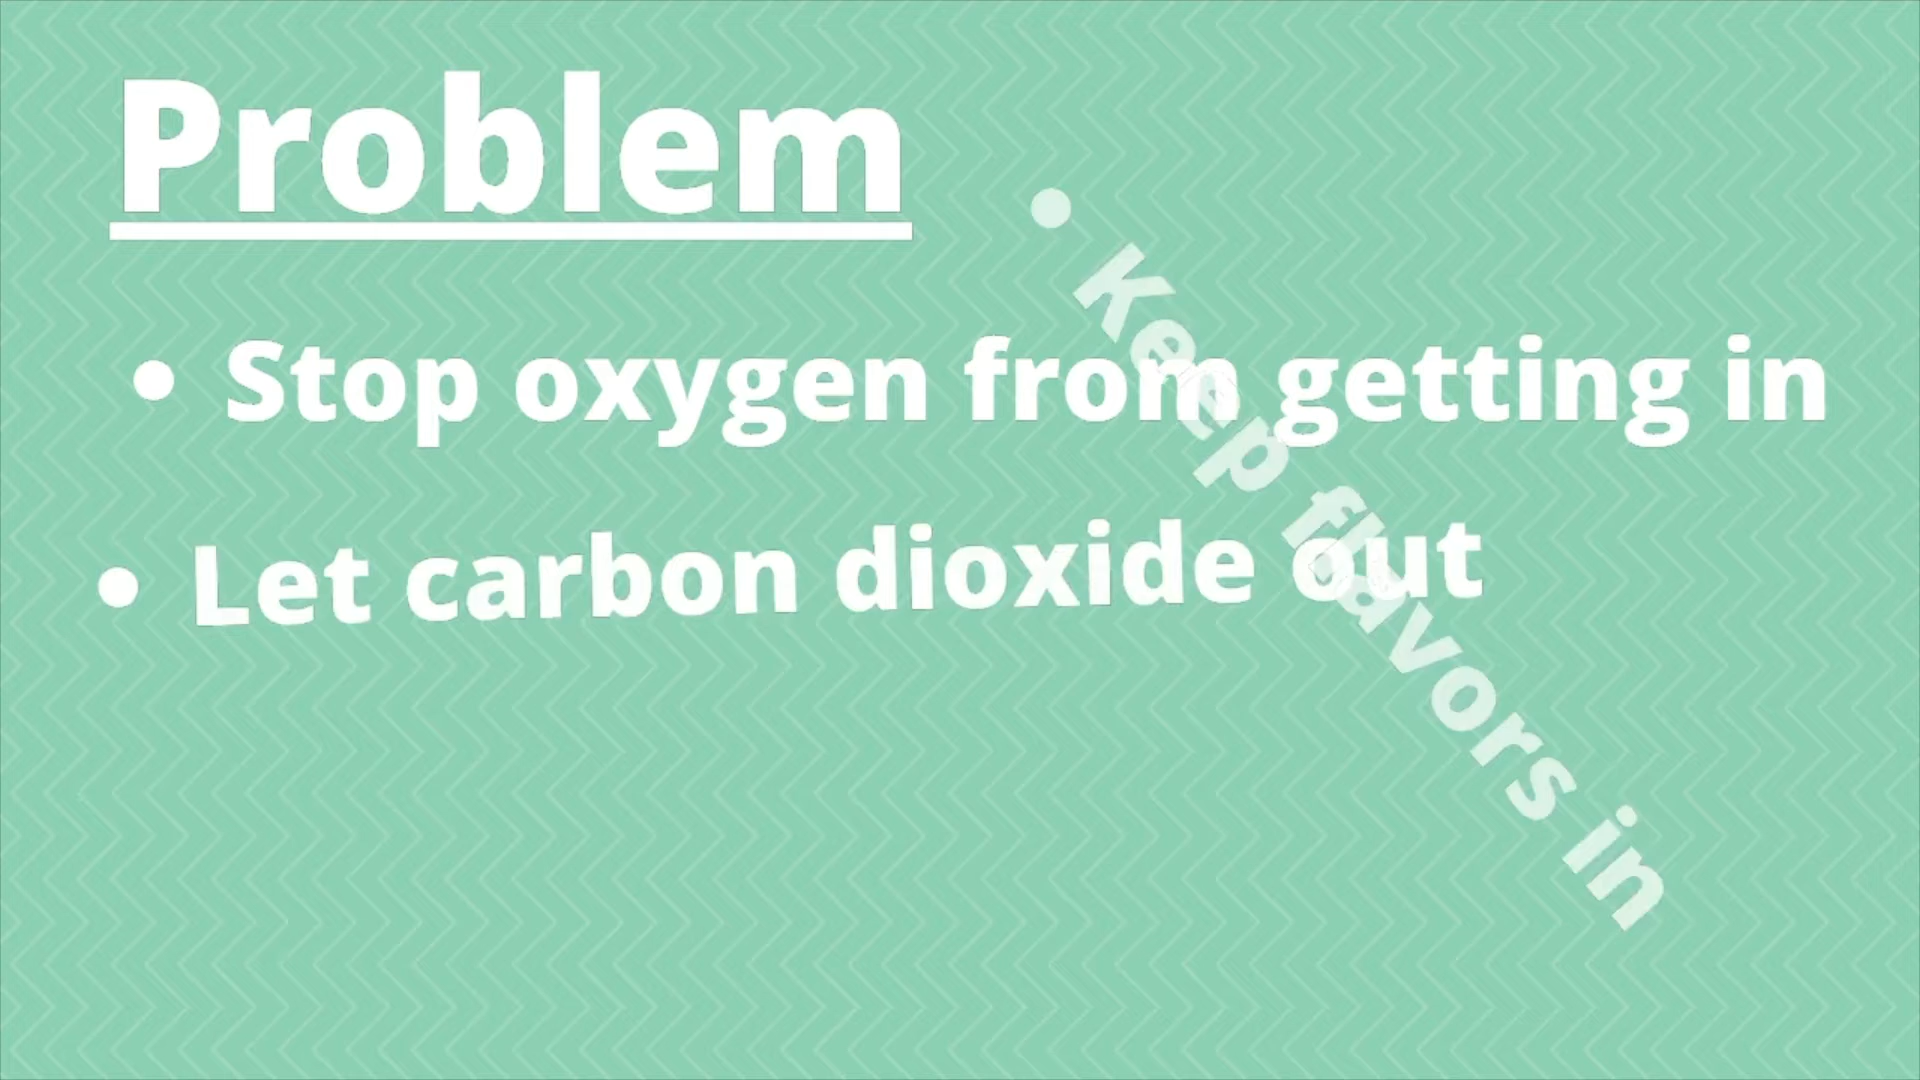 Problem
• Stop oxygen from getting in
• Let carbon dioxide out
• Keep flavors in